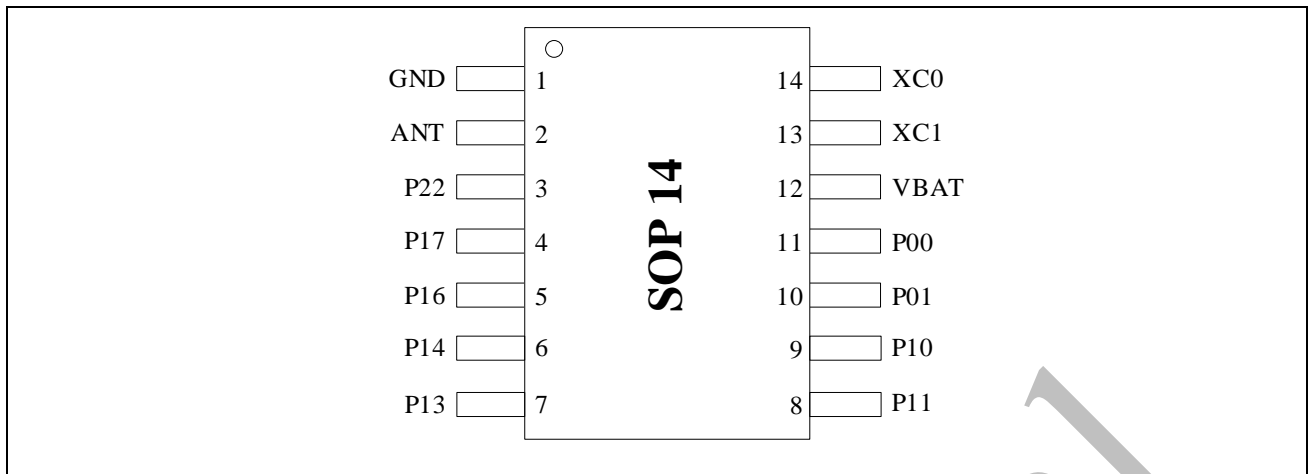 GND 1 14 XC0
ANT 2 13 XC1
P22 3 12 VBAT
P17 4 11 P00
P16 5 10 P01
P14 6 9 P10
P13 7 8 P11
SOP 14